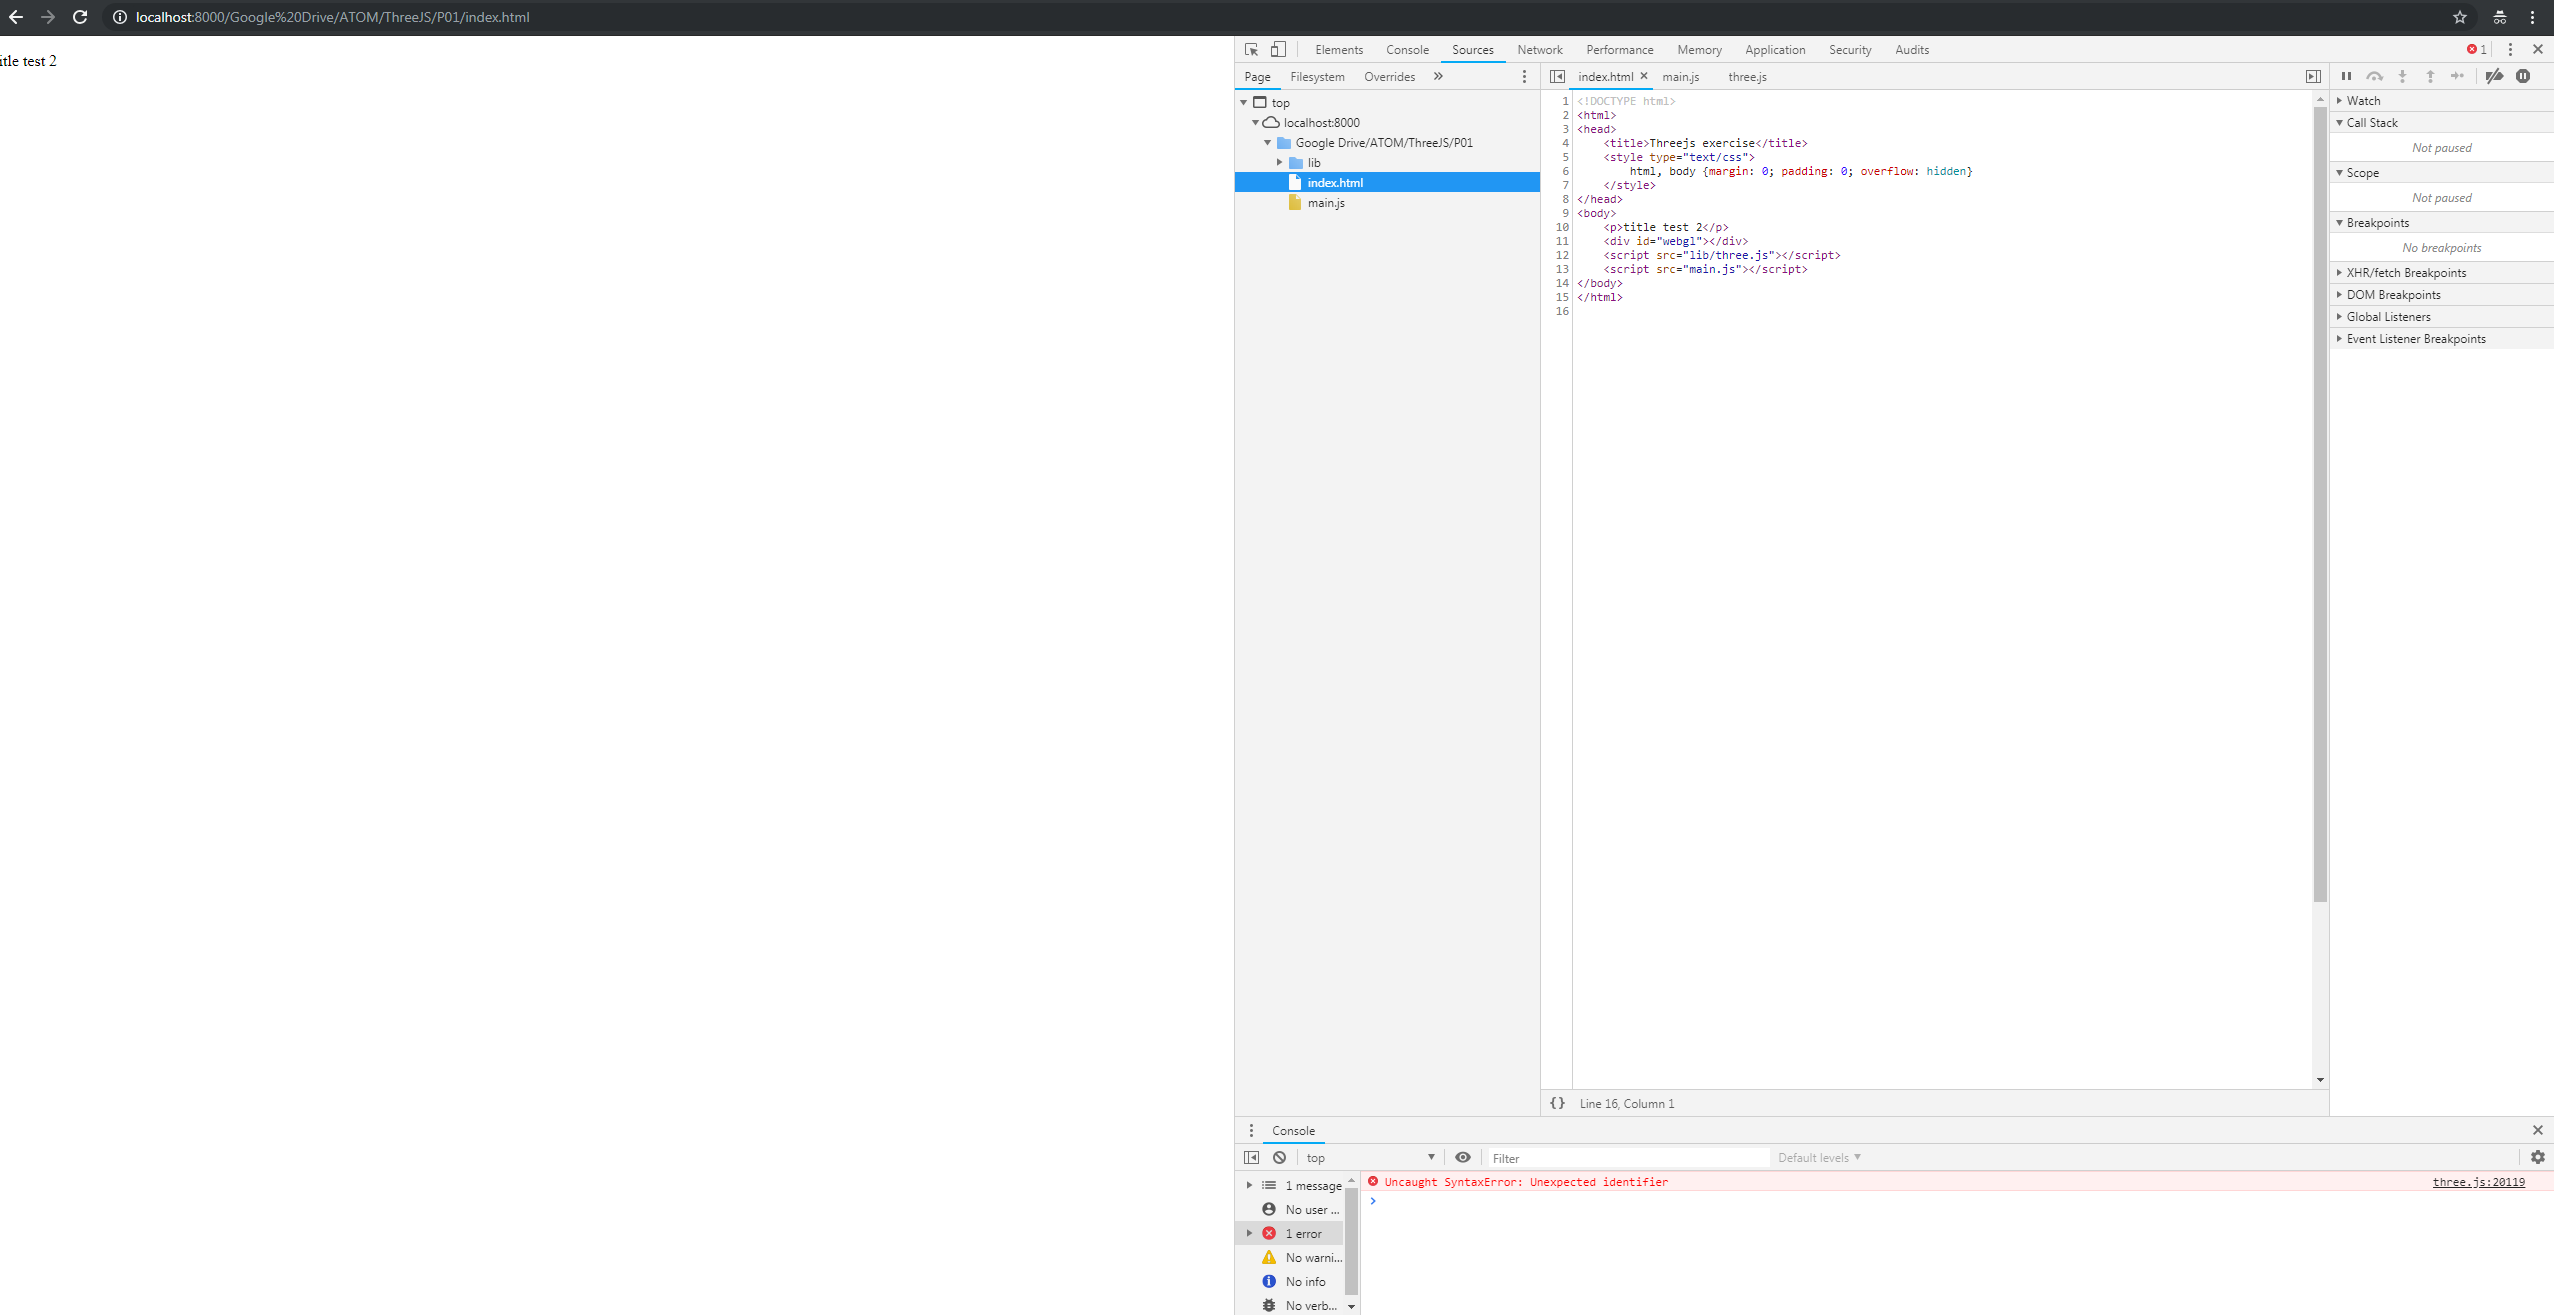 localhost:8000/Google%20Drive/ATOM/ThreeJS/P01/index.html
itle test 2
Elements Console Sources Network Performance Memory Application Security Audits 1
Page Filesystem Overrides » index.html main.js three.js
top
localhost:8000
Google Drive/ATOM/ThreeJS/P01
lib
index.html
main.js
1 <!DOCTYPE html>
2 <html>
3 <head>
4 <title>Threejs exercise</title>
5 <style type="text/css">
6 html, body {margin: 0; padding: 0; overflow: hidden}
7 </style>
8 </head>
9 <body>
10 <p>title test 2</p>
11 <div id="webgl"></div>
12 <script src="lib/three.js"></script>
13 <script src="main.js"></script>
14 </body>
15 </html>
16
{} Line 16, Column 1
Watch
Call Stack
Not paused
Scope
Not paused
Breakpoints
No breakpoints
XHR/fetch Breakpoints
DOM Breakpoints
Global Listeners
Event Listener Breakpoints
Console
top Filter Default levels
1 message
No user ...
1 error
No warni...
No info
No verb...
Uncaught SyntaxError: Unexpected identifier three.js:20119